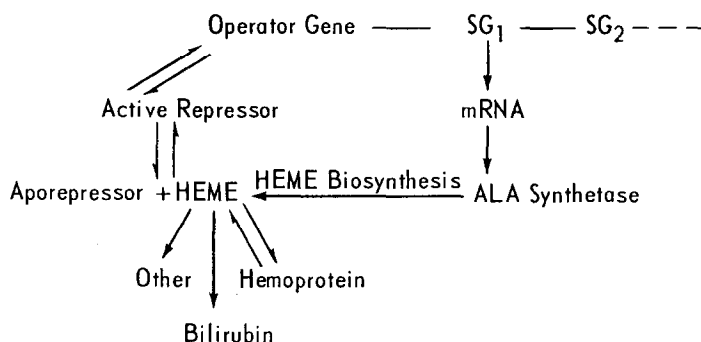 Operator Gene SG1 SG2
Active Repressor mRNA
HEME Biosynthesis
Aporepressor + HEME ALA Synthetase
Other Hemoprotein
Bilirubin